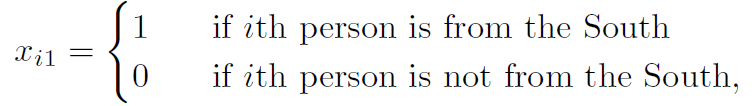 x_{i1} = { 1 if ith person is from the South
0 if ith person is not from the South,